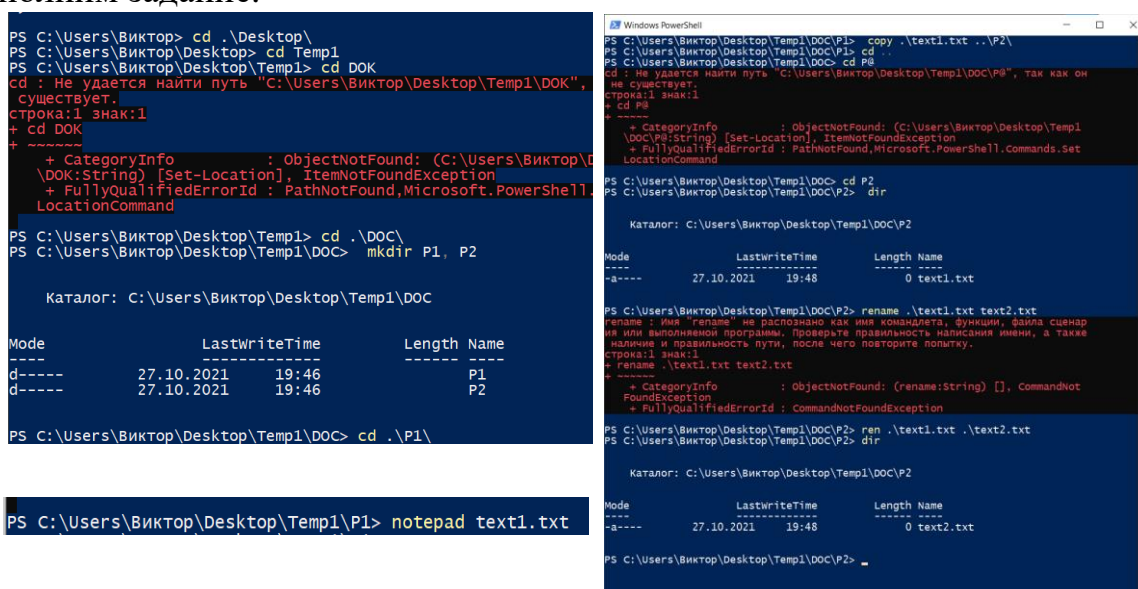 PS C:\Users\Виктор> cd .\Desktop\
PS C:\Users\Виктор\Desktop> cd Temp1
PS C:\Users\Виктор\Desktop\Temp1> cd DOK
cd : Не удается найти путь "C:\Users\Виктор\Desktop\Temp1\DOK",
существует.
строка:1 знак:1
+ cd DOK
+ ~~~~~~
+ CategoryInfo : ObjectNotFound: (C:\Users\Виктор\D
\DOK:String) [Set-Location], ItemNotFoundException
+ FullyQualifiedErrorId : PathNotFound,Microsoft.PowerShell.
LocationCommand
PS C:\Users\Виктор\Desktop\Temp1> cd .\DOC\
PS C:\Users\Виктор\Desktop\Temp1\DOC> mkdir P1, P2
Каталог: C:\Users\Виктор\Desktop\Temp1\DOC
Mode LastWriteTime Length Name
---- ------------- ------ ----
d----- 27.10.2021 19:46 P1
d----- 27.10.2021 19:46 P2
PS C:\Users\Виктор\Desktop\Temp1\DOC> cd .\P1\
PS C:\Users\Виктор\Desktop\Temp1\P1> notepad text1.txt
Windows PowerShell
PS C:\Users\Виктор\Desktop\Temp1\DOC\P1> copy .\text1.txt ..\P2\
PS C:\Users\Виктор\Desktop\Temp1\DOC\P1> cd ..
PS C:\Users\Виктор\Desktop\Temp1\DOC> cd P@
cd : Не удается найти путь "C:\Users\Виктор\Desktop\Temp1\DOC\P@", так как он
не существует.
строка:1 знак:1
+ cd P@
+ ~~~~~
+ CategoryInfo : ObjectNotFound: (C:\Users\Виктор\Desktop\Temp1
\DOC\P@:String) [Set-Location], ItemNotFoundException
+ FullyQualifiedErrorId : PathNotFound,Microsoft.PowerShell.Commands.Set
LocationCommand
PS C:\Users\Виктор\Desktop\Temp1\DOC> cd P2
PS C:\Users\Виктор\Desktop\Temp1\DOC\P2> dir
Каталог: C:\Users\Виктор\Desktop\Temp1\DOC\P2
Mode LastWriteTime Length Name
---- ------------- ------ ----
-a---- 27.10.2021 19:48 0 text1.txt
PS C:\Users\Виктор\Desktop\Temp1\DOC\P2> rename .\text1.txt text2.txt
rename : Имя "rename" не распознано как имя командлета, функции, файла сценар
ия или выполняемой программы. Проверьте правильность написания имени, а также
наличие и правильность пути, после чего повторите попытку.
строка:1 знак:1
+ rename .\text1.txt text2.txt
+ ~~~~~~
+ CategoryInfo : ObjectNotFound: (rename:String) [], CommandNot
FoundException
+ FullyQualifiedErrorId : CommandNotFoundException
PS C:\Users\Виктор\Desktop\Temp1\DOC\P2> ren .\text1.txt .\text2.txt
PS C:\Users\Виктор\Desktop\Temp1\DOC\P2> dir
Каталог: C:\Users\Виктор\Desktop\Temp1\DOC\P2
Mode LastWriteTime Length Name
---- ------------- ------ ----
-a---- 27.10.2021 19:48 0 text2.txt
PS C:\Users\Виктор\Desktop\Temp1\DOC\P2> _